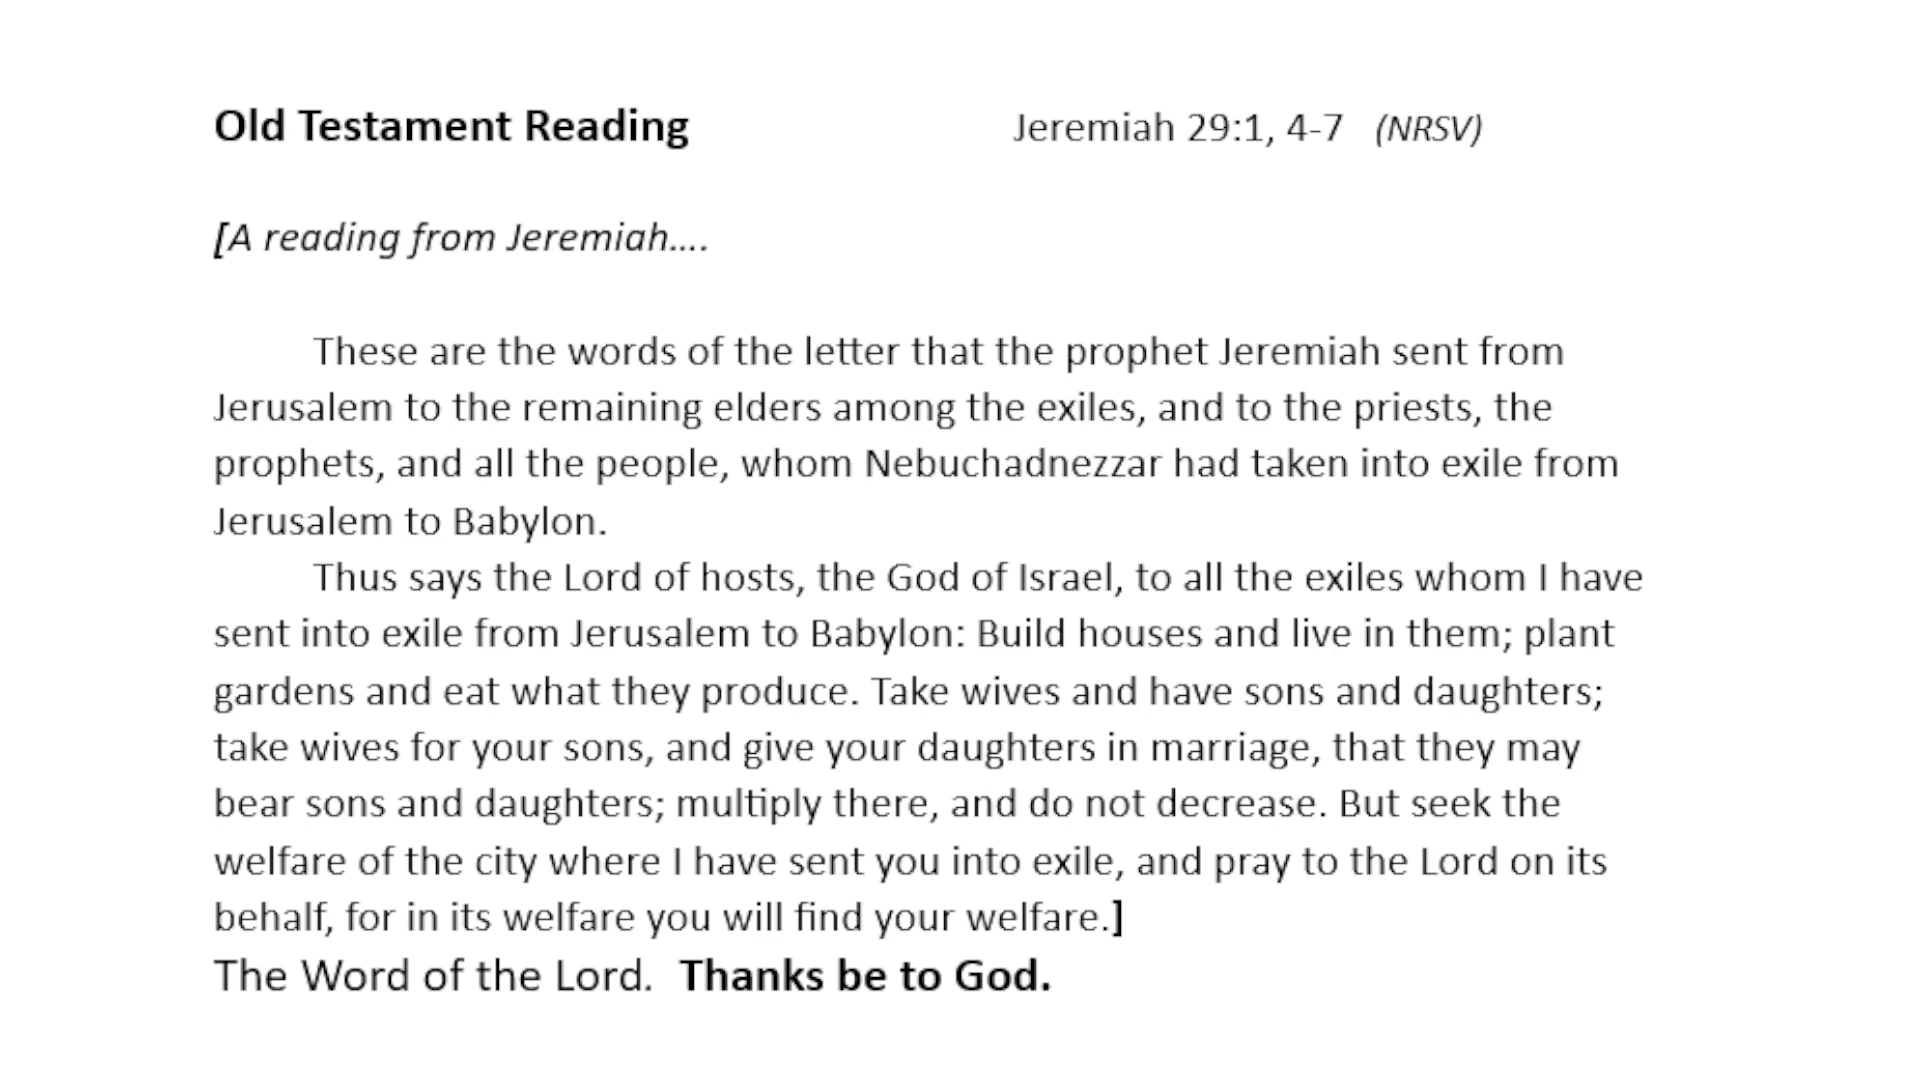 Old Testament Reading Jeremiah 29:1, 4-7 (NRSV)
[A reading from Jeremiah....
These are the words of the letter that the prophet Jeremiah sent from
Jerusalem to the remaining elders among the exiles, and to the priests, the
prophets, and all the people, whom Nebuchadnezzar had taken into exile from
Jerusalem to Babylon.
Thus says the Lord of hosts, the God of Israel, to all the exiles whom I have
sent into exile from Jerusalem to Babylon: Build houses and live in them; plant
gardens and eat what they produce. Take wives and have sons and daughters;
take wives for your sons, and give your daughters in marriage, that they may
bear sons and daughters; multiply there, and do not decrease. But seek the
welfare of the city where I have sent you into exile, and pray to the Lord on its
behalf, for in its welfare you will find your welfare.]
The Word of the Lord. Thanks be to God.